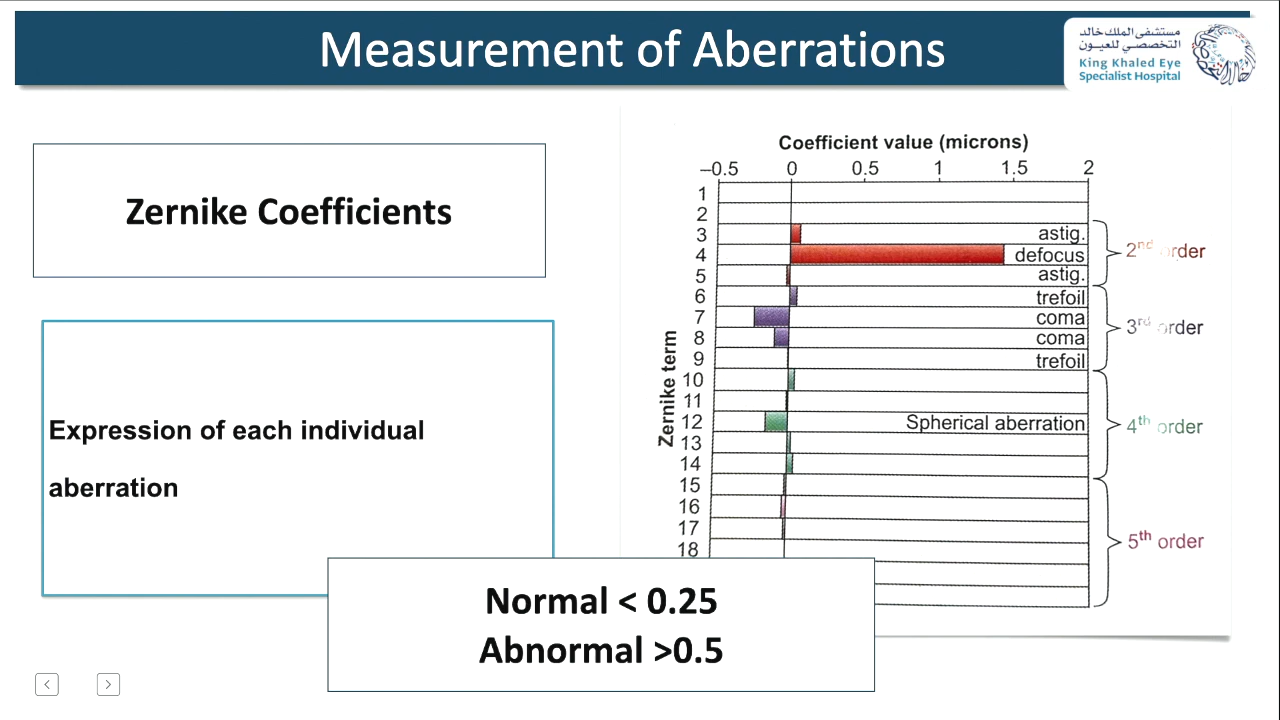 Measurement of Aberrations
مستشفى الملك خالد
التخصصي للعيون
King Khaled Eye
Specialist Hospital
Zernike Coefficients
Expression of each individual
aberration
Coefficient value (microns)
–0.5 0 0.5 1 1.5 2
Zernike term
1
2
3 astig.
4 defocus
5 astig.
2nd order
6 trefoil
7 coma
8 coma
9 trefoil
3rd order
10
11
12 Spherical aberration
13
14
4th order
15
16
17
18
5th order
Normal < 0.25
Abnormal >0.5